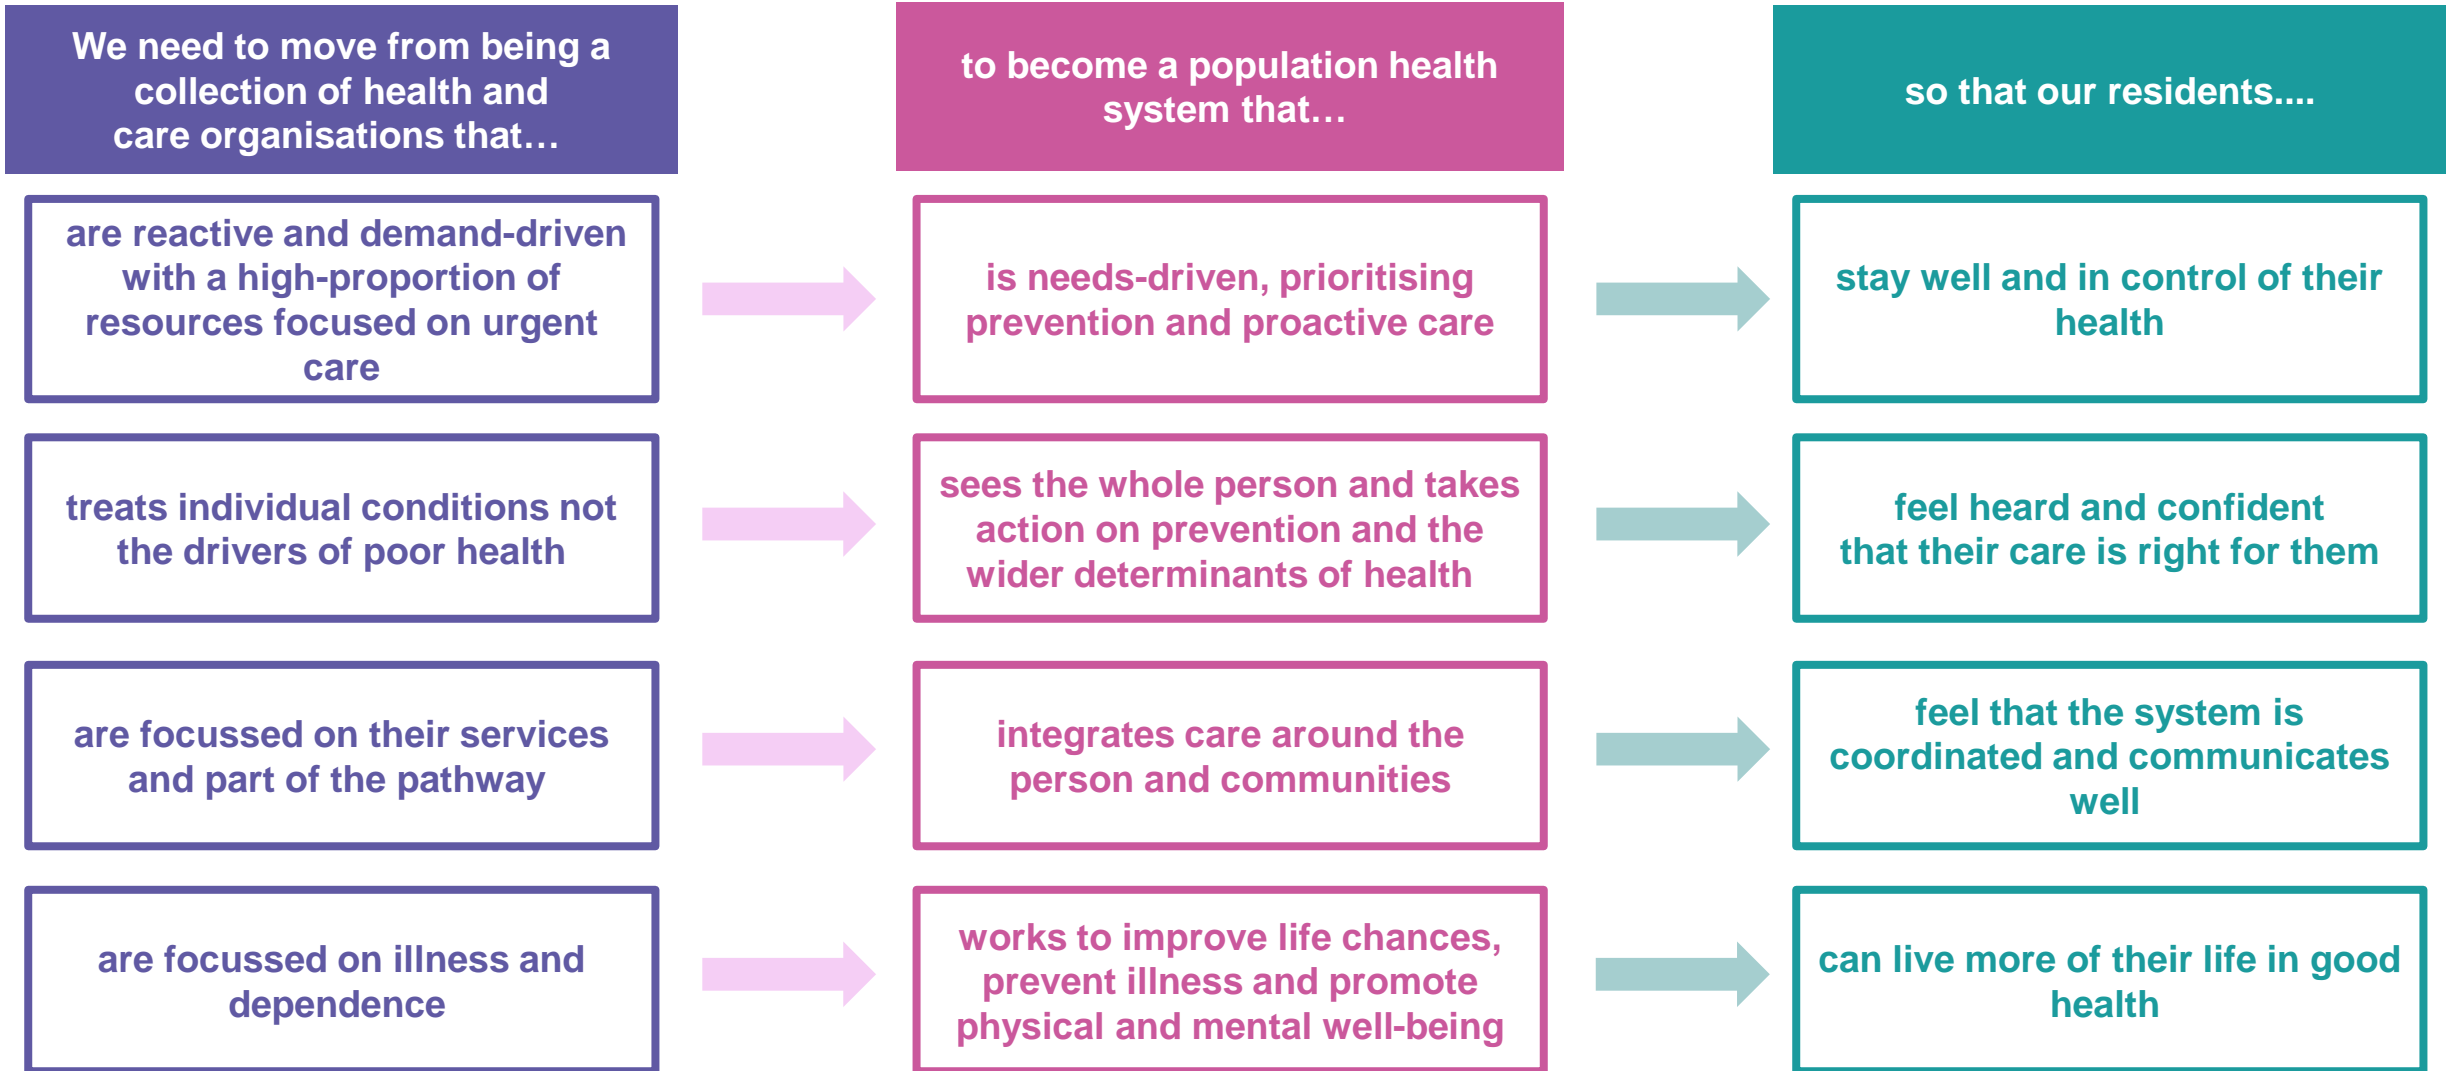 We need to move from being a
collection of health and
care organisations that…
to become a population health
system that…
so that our residents....
are reactive and demand-driven
with a high-proportion of
resources focused on urgent
care
is needs-driven, prioritising
prevention and proactive care
stay well and in control of their
health
treats individual conditions not
the drivers of poor health
sees the whole person and takes
action on prevention and the
wider determinants of health
feel heard and confident
that their care is right for them
are focussed on their services
and part of the pathway
integrates care around the
person and communities
feel that the system is
coordinated and communicates
well
are focussed on illness and
dependence
works to improve life chances,
prevent illness and promote
physical and mental well-being
can live more of their life in good
health